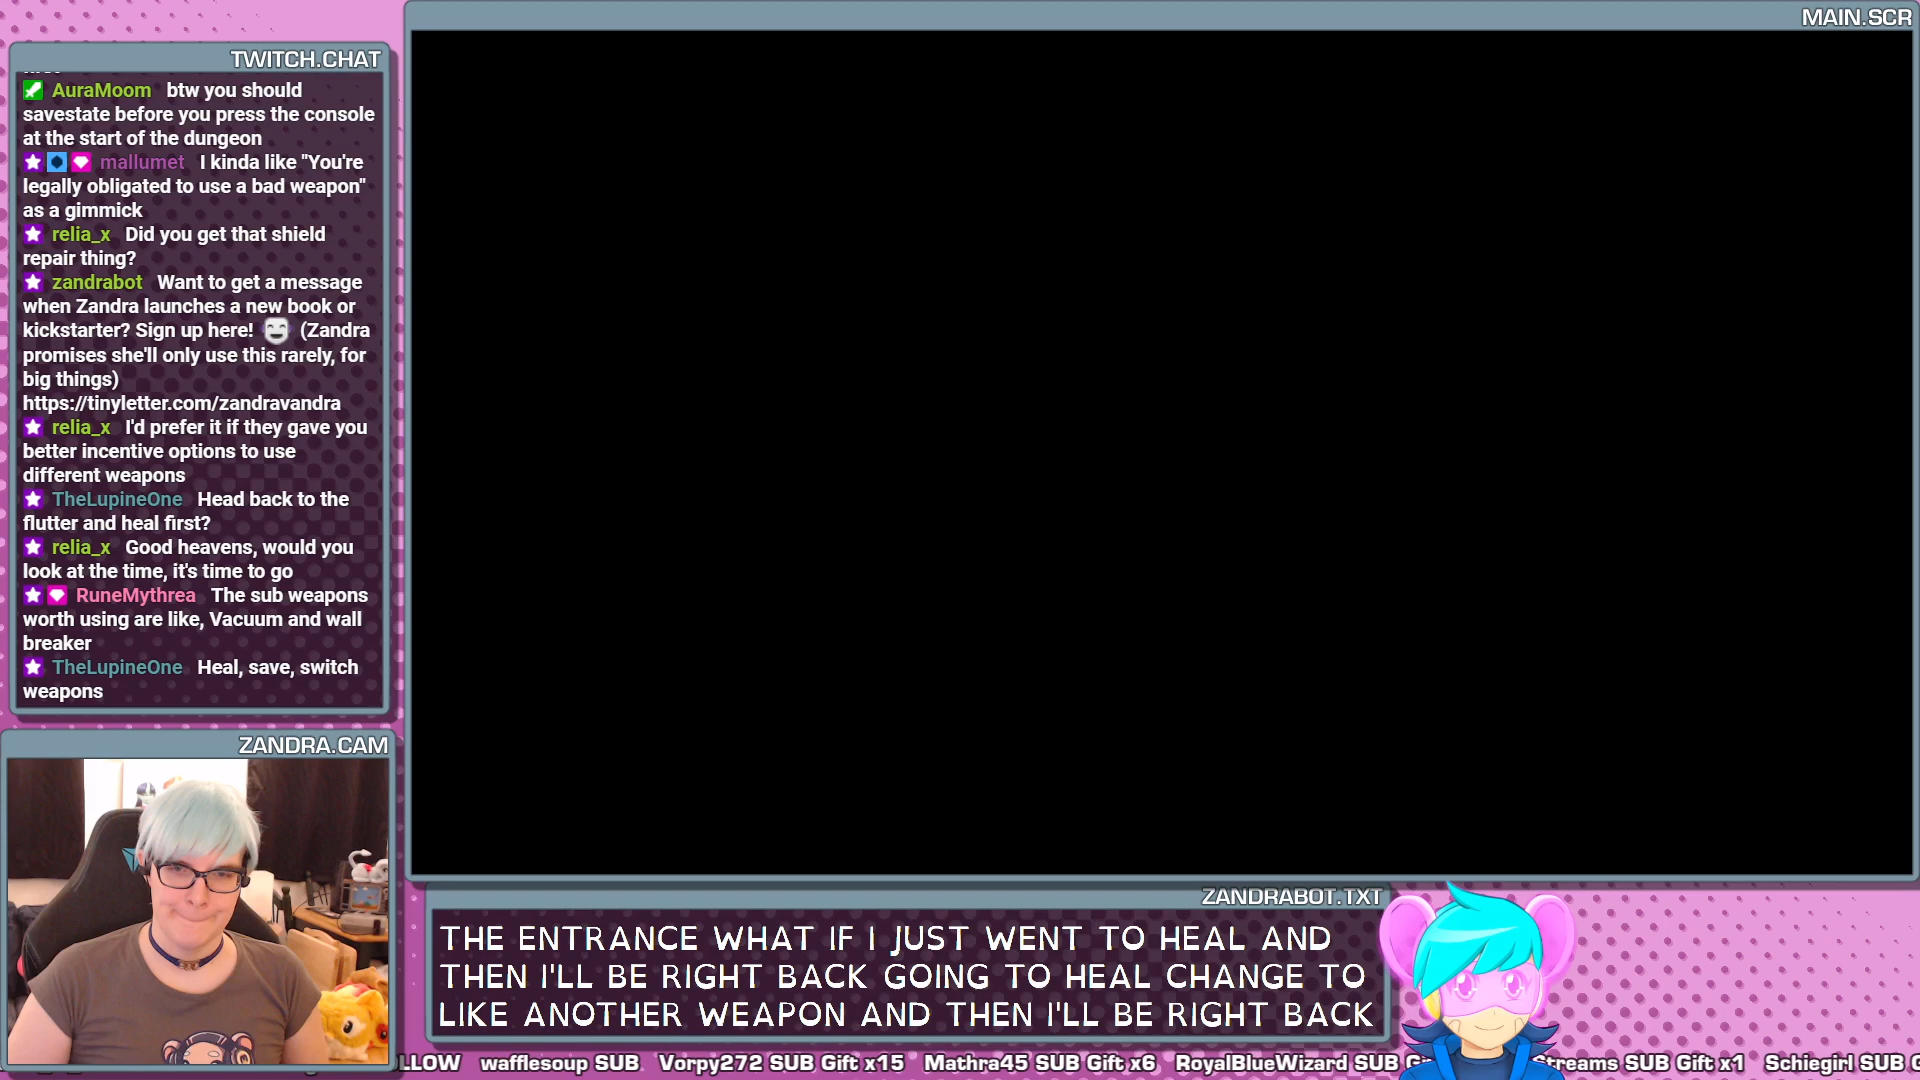 MAIN.SCR
TWITCH.CHAT
AuraMoom btw you should
savestate before you press the console
at the start of the dungeon
mallumet I kinda like "You're
legally obligated to use a bad weapon"
as a gimmick
relia_x Did you get that shield
repair thing?
zandrabot Want to get a message
when Zandra launches a new book or
kickstarter? Sign up here! (Zandra
promises she'll only use this rarely, for
big things)
https://tinyletter.com/zandravandra
relia_x I'd prefer it if they gave you
better incentive options to use
different weapons
TheLupineOne Head back to the
flutter and heal first?
relia_x Good heavens, would you
look at the time, it's time to go
RuneMythrea The sub weapons
worth using are like, Vacuum and wall
breaker
TheLupineOne Heal, save, switch
weapons
ZANDRA.CAM
ZANDRABOT.TXT
THE ENTRANCE WHAT IF I JUST WENT TO HEAL AND
THEN I'LL BE RIGHT BACK GOING TO HEAL CHANGE TO
LIKE ANOTHER WEAPON AND THEN I'LL BE RIGHT BACK
wafflesoup SUB Vorpy272 SUB Gift x15 Mathra45 SUB Gift x6 RoyalBlueWizard SUB SUB Gift x1 Schiegirl SUB